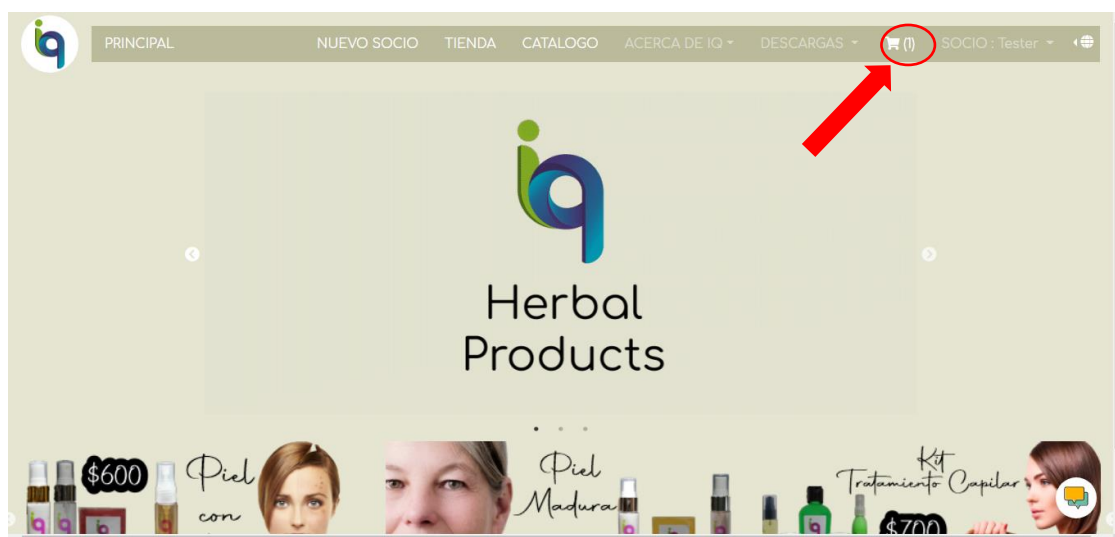 iq PRINCIPAL NUEVO SOCIO TIENDA CATALOGO ACERCA DE IQ DESCARGAS (1) SOCIO : Tester
iq
Herbal
Products
$600 Piel
con
Piel
Madura
Kit
Tratamiento Capilar
$700